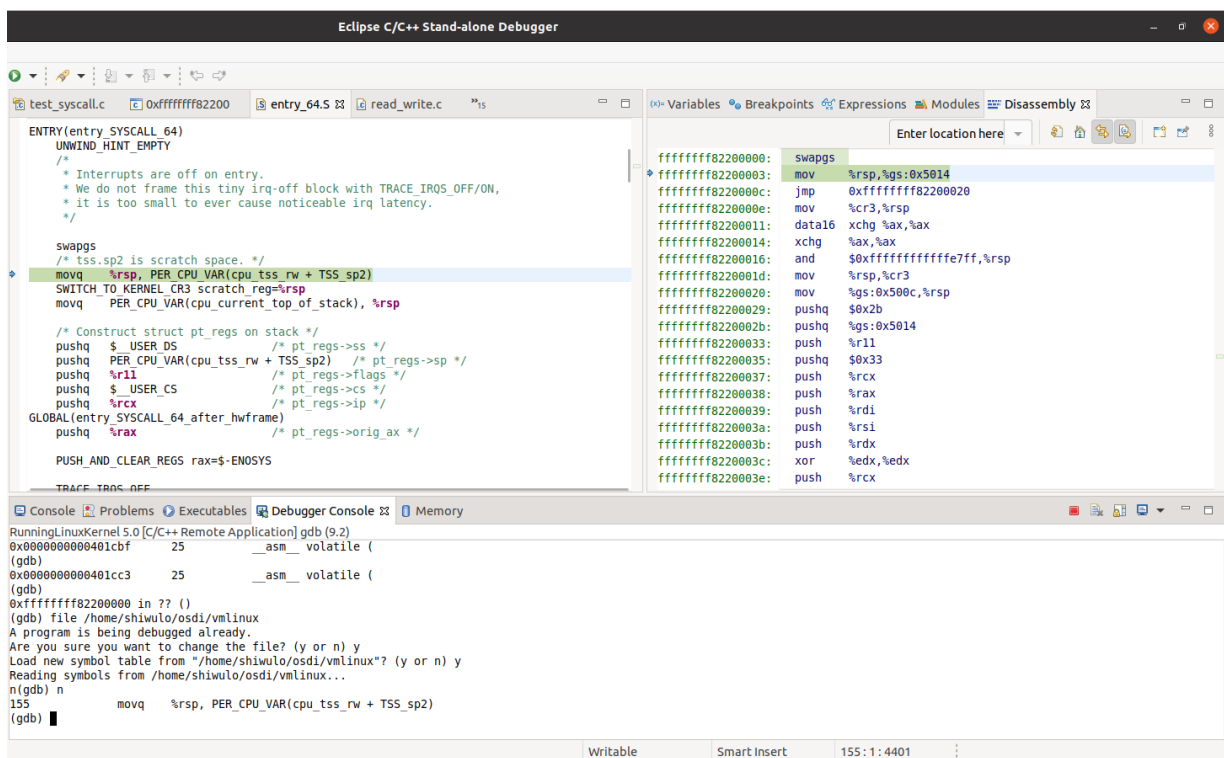 Eclipse C/C++ Stand-alone Debugger
test_syscall.c 0xffffffff82200 entry_64.S read_write.c »15
ENTRY(entry_SYSCALL_64)
UNWIND_HINT_EMPTY
/*
* Interrupts are off on entry.
* We do not frame this tiny irq-off block with TRACE_IRQS_OFF/ON,
* it is too small to ever cause noticeable irq latency.
*/
swapgs
/* tss.sp2 is scratch space. */
movq %rsp, PER_CPU_VAR(cpu_tss_rw + TSS_sp2)
SWITCH_TO_KERNEL_CR3 scratch_reg=%rsp
movq PER_CPU_VAR(cpu_current_top_of_stack), %rsp
/* Construct struct pt_regs on stack */
pushq $__USER_DS /* pt_regs->ss */
pushq PER_CPU_VAR(cpu_tss_rw + TSS_sp2) /* pt_regs->sp */
pushq %r11 /* pt_regs->flags */
pushq $__USER_CS /* pt_regs->cs */
pushq %rcx /* pt_regs->ip */
GLOBAL(entry_SYSCALL_64_after_hwframe)
pushq %rax /* pt_regs->orig_ax */
PUSH_AND_CLEAR_REGS rax=$-ENOSYS
TRACE_IRQS_OFF
(x)= Variables Breakpoints Expressions Modules Disassembly
Enter location here
ffffffff82200000: swapgs
ffffffff82200003: mov %rsp,%gs:0x5014
ffffffff8220000c: jmp 0xffffffff82200020
ffffffff8220000e: mov %cr3,%rsp
ffffffff82200011: data16 xchg %ax,%ax
ffffffff82200014: xchg %ax,%ax
ffffffff82200016: and $0xffffffffffffe7ff,%rsp
ffffffff8220001d: mov %rsp,%cr3
ffffffff82200020: mov %gs:0x500c,%rsp
ffffffff82200029: pushq $0x2b
ffffffff8220002b: pushq %gs:0x5014
ffffffff82200033: push %r11
ffffffff82200035: pushq $0x33
ffffffff82200037: push %rcx
ffffffff82200038: push %rax
ffffffff82200039: push %rdi
ffffffff8220003a: push %rsi
ffffffff8220003b: push %rdx
ffffffff8220003c: xor %edx,%edx
ffffffff8220003e: push %rcx
Console Problems Executables Debugger Console Memory
RunningLinuxKernel 5.0 [C/C++ Remote Application] gdb (9.2)
0x0000000000401cbf 25 __asm__ volatile (
(gdb)
0x0000000000401cc3 25 __asm__ volatile (
(gdb)
0xffffffff82200000 in ?? ()
(gdb) file /home/shiwulo/osdi/vmlinux
A program is being debugged already.
Are you sure you want to change the file? (y or n) y
Load new symbol table from "/home/shiwulo/osdi/vmlinux"? (y or n) y
Reading symbols from /home/shiwulo/osdi/vmlinux...
n(gdb) n
155 movq %rsp, PER_CPU_VAR(cpu_tss_rw + TSS_sp2)
(gdb)
Writable Smart Insert 155 : 1 : 4401